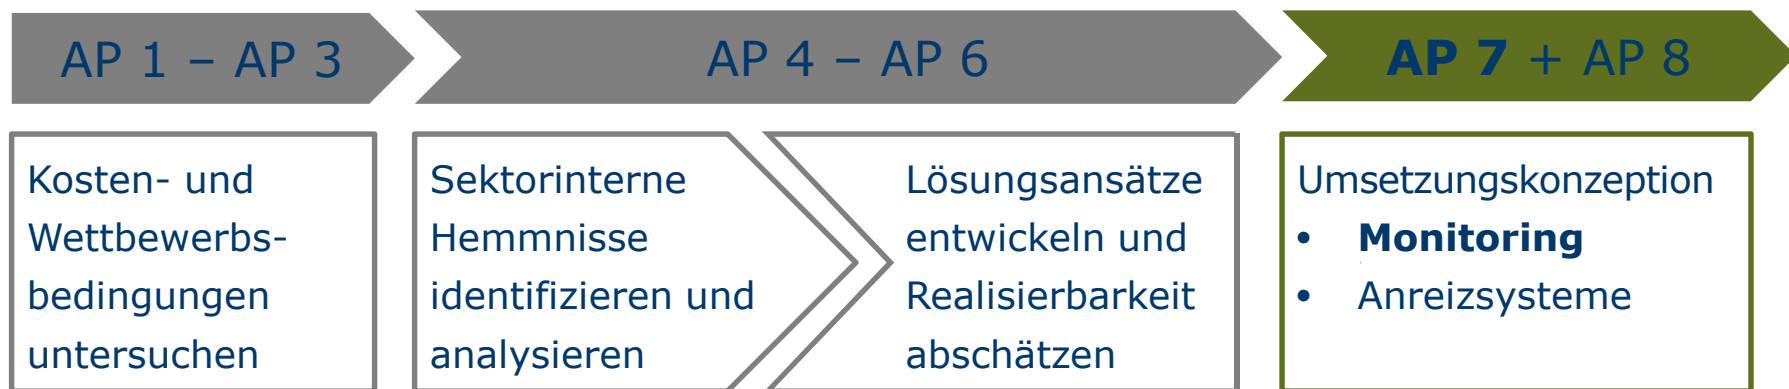 AP 1 – AP 3
AP 4 – AP 6
AP 7 + AP 8
Kosten- und
Wettbewerbs-
bedingungen
untersuchen
Sektorinterne
Hemmnisse
identifizieren und
analysieren
Lösungsansätze
entwickeln und
Realisierbarkeit
abschätzen
Umsetzungskonzeption
• Monitoring
• Anreizsysteme